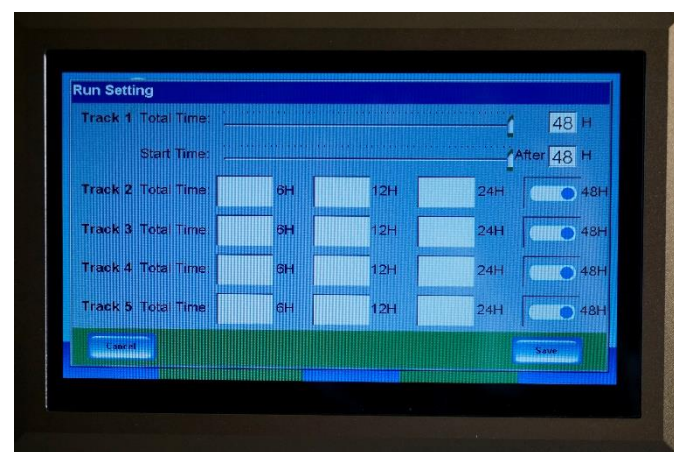 Run Setting
Track 1 Total Time: 48 H
Start Time: After 48 H
Track 2 Total Time 6H 12H 24H 48H
Track 3 Total Time 6H 12H 24H 48H
Track 4 Total Time 6H 12H 24H 48H
Track 5 Total Time 6H 12H 24H 48H
Cancel Save